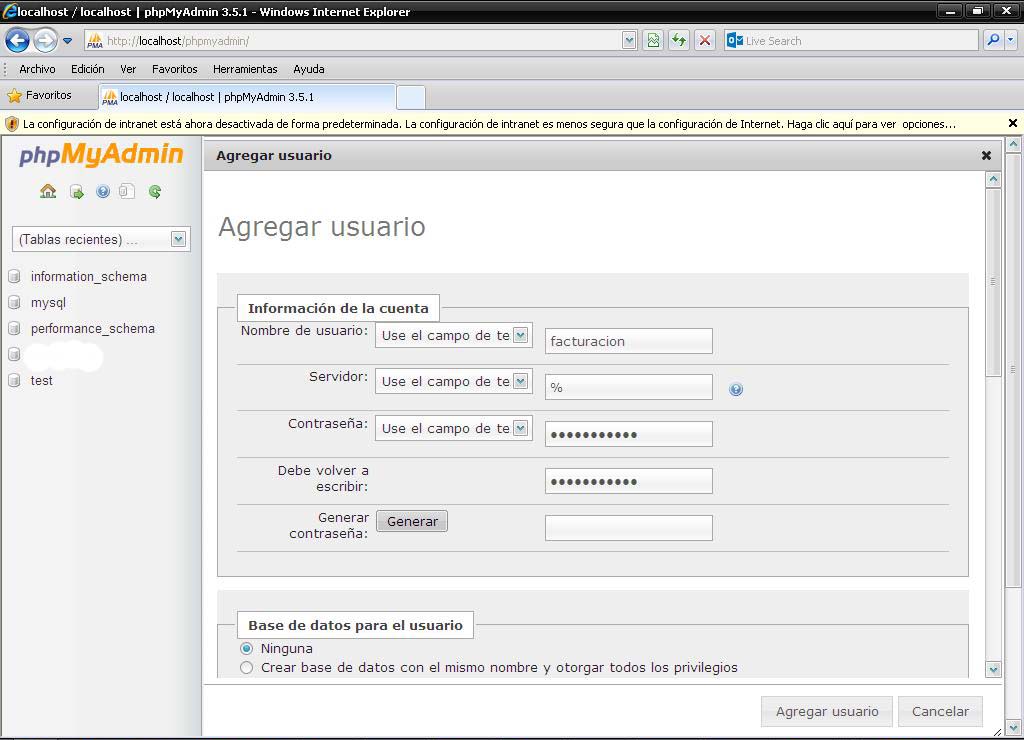 localhost / localhost | phpMyAdmin 3.5.1 - Windows Internet Explorer
PMA http://localhost/phpmyadmin/
Live Search
Archivo Edición Ver Favoritos Herramientas Ayuda
Favoritos
PMA localhost / localhost | phpMyAdmin 3.5.1
La configuración de intranet está ahora desactivada de forma predeterminada. La configuración de intranet es menos segura que la configuración de Internet. Haga clic aquí para ver opciones...
phpMyAdmin
(Tablas recientes) ...
information_schema
mysql
performance_schema
test
Agregar usuario
Agregar usuario
Información de la cuenta
Nombre de usuario: Use el campo de te facturacion
Servidor: Use el campo de te %
Contraseña: Use el campo de te •••••••••••
Debe volver a
escribir: •••••••••••
Generar
contraseña: Generar
Base de datos para el usuario
Ninguna
Crear base de datos con el mismo nombre y otorgar todos los privilegios
Agregar usuario Cancelar